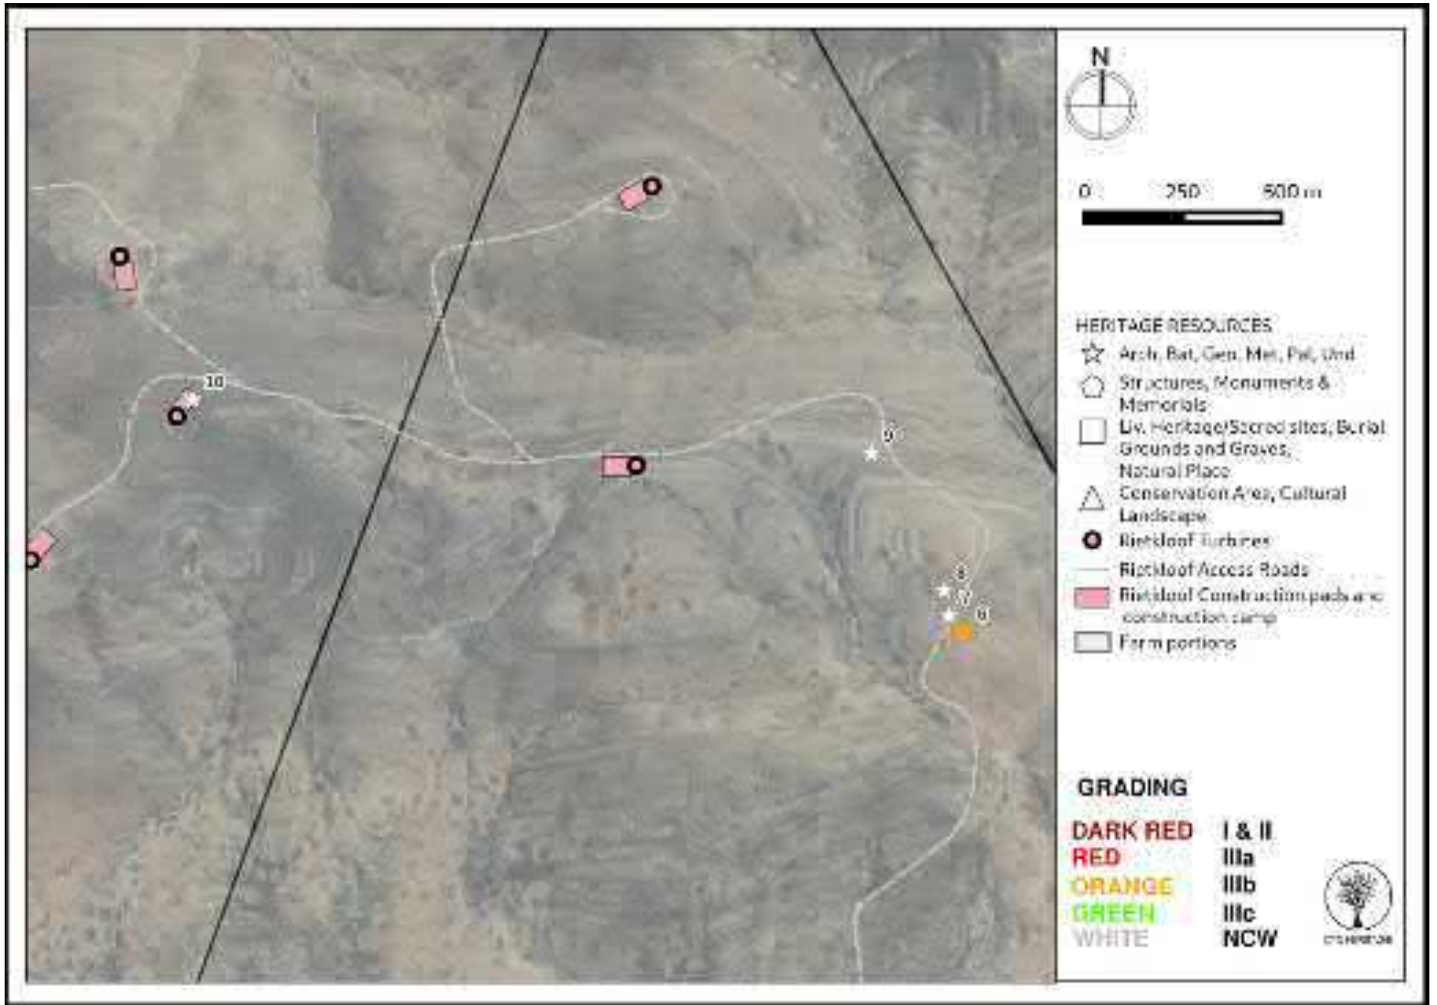 N
0 250 500 m
HERITAGE RESOURCES
Arch, Bat, Geo, Met, Pal, Und
Structures, Monuments &
Memorials
Liv. Heritage/Sacred sites, Burial
Grounds and Graves,
Natural Place
Conservation Area, Cultural
Landscape
Rietkloof Turbines
Rietkloof Access Roads
Rietkloof Construction pads and
construction camp
Farm portions
10
9
8
7
6
GRADING
DARK RED I & II
RED IIIa
ORANGE IIIb
GREEN IIIc
WHITE NCW
CTS HERITAGE